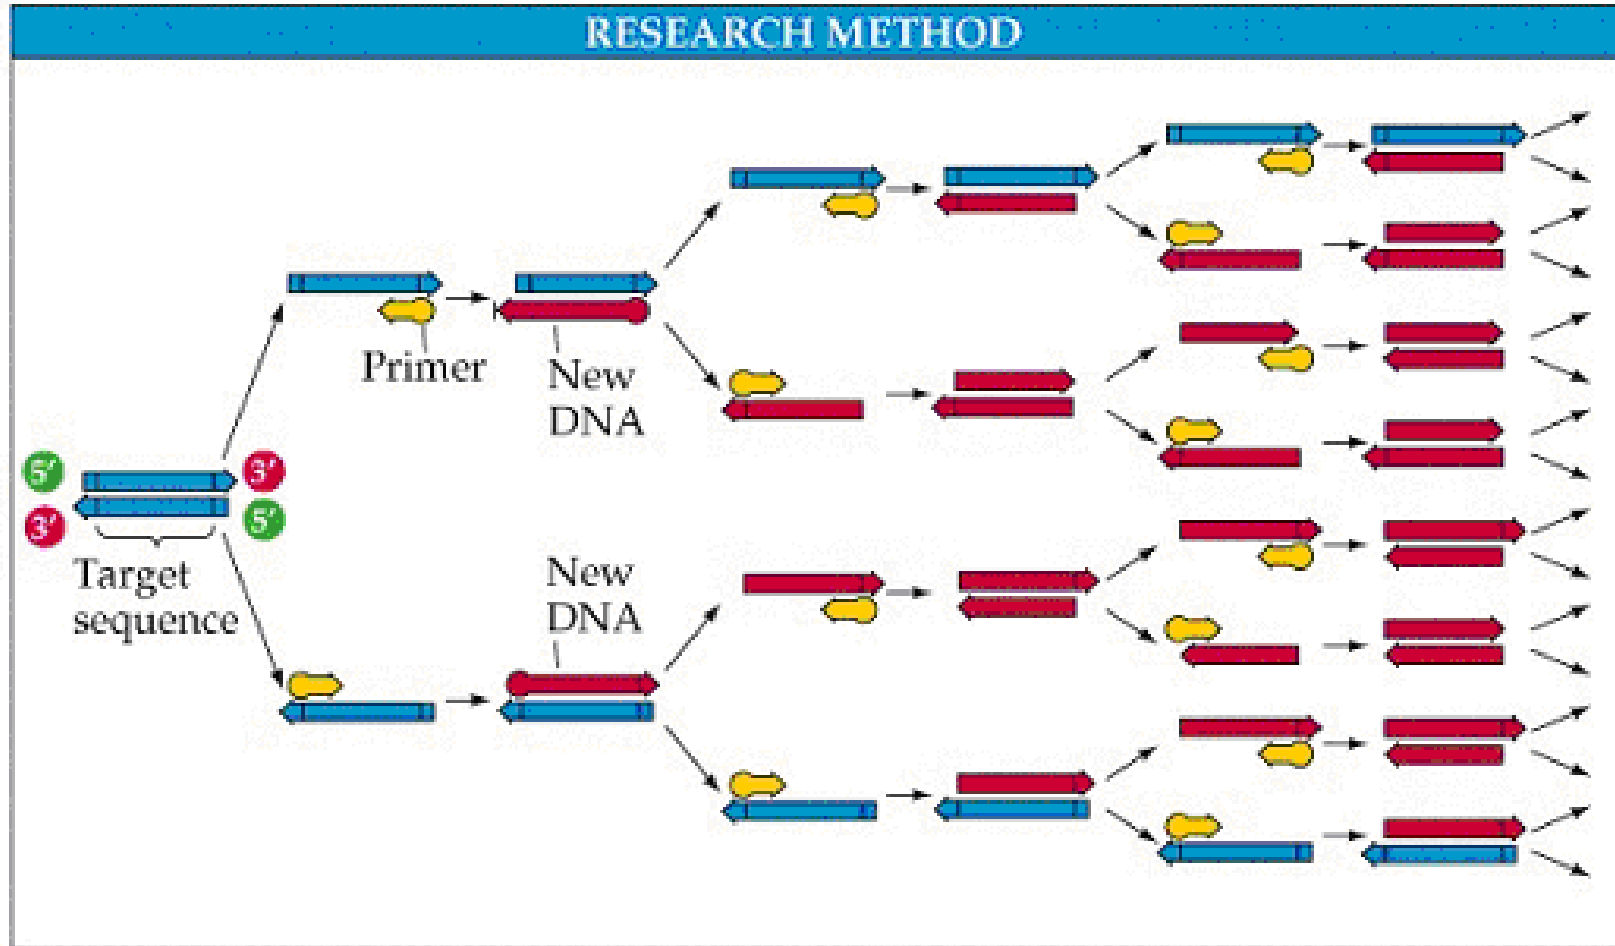 RESEARCH METHOD
Primer
New
DNA
5′
3′
3′
5′
Target
sequence
New
DNA